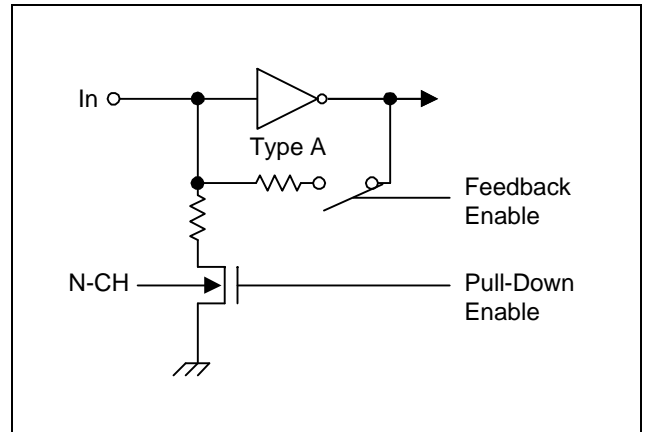 In
Type A
Feedback
Enable
N-CH
Pull-Down
Enable